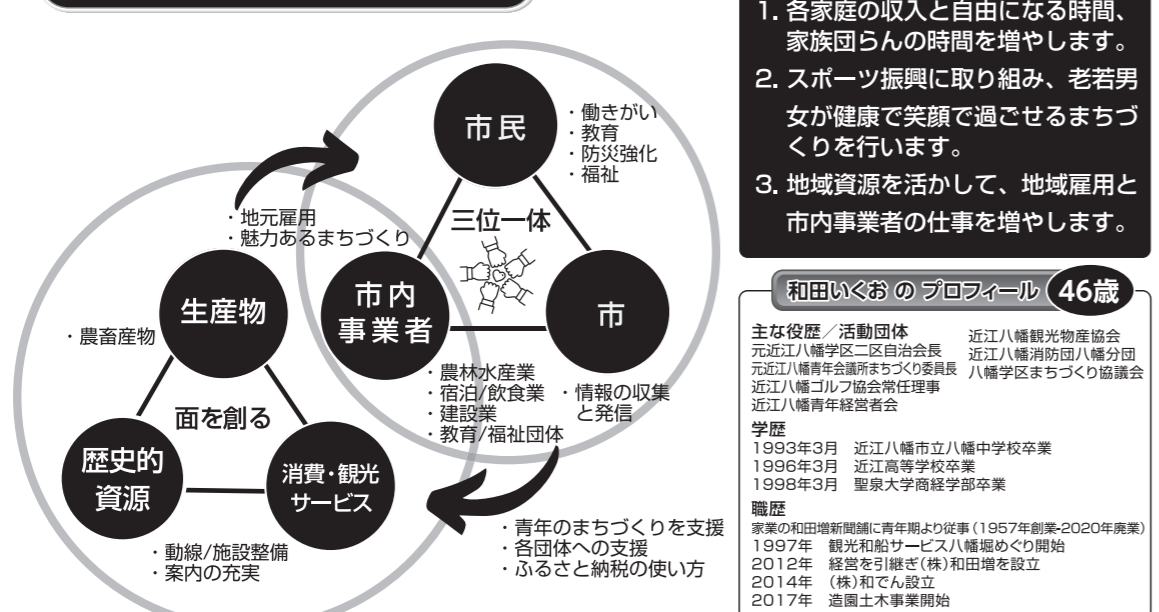 市民
・働きがい
・教育
・防災強化
・福祉
三位一体
市内
事業者
市
・農林水産業
・宿泊/飲食業
・建設業
・教育/福祉団体
・情報の収集
と発信
・地元雇用
・魅力あるまちづくり
生産物
・農畜産物
面を創る
歴史的
資源
消費・観光
サービス
・動線/施設整備
・案内の充実
・青年のまちづくりを支援
・各団体への支援
・ふるさと納税の使い方
1. 各家庭の収入と自由になる時間、
家族団らんの時間を増やします。
2. スポーツ振興に取り組み、老若男
女が健康で笑顔で過ごせるまちづ
くりを行います。
3. 地域資源を活かして、地域雇用と
市内事業者の仕事を増やします。
和田いくお の プロフィール 46歳
主な役歴／活動団体
元近江八幡学区二区自治会長
元近江八幡青年会議所まちづくり委員長
近江八幡ゴルフ協会常任理事
近江八幡青年経営者会
近江八幡観光物産協会
近江八幡消防団八幡分団
八幡学区まちづくり協議会
学歴
1993年3月 近江八幡市立八幡中学校卒業
1996年3月 近江高等学校卒業
1998年3月 聖泉大学商経学部卒業
職歴
家業の和田増新聞舗に青年期より従事（1957年創業-2020年廃業）
1997年 観光和船サービス八幡堀めぐり開始
2012年 経営を引継ぎ(株)和田増を設立
2014年 (株)和でん設立
2017年 造園土木事業開始